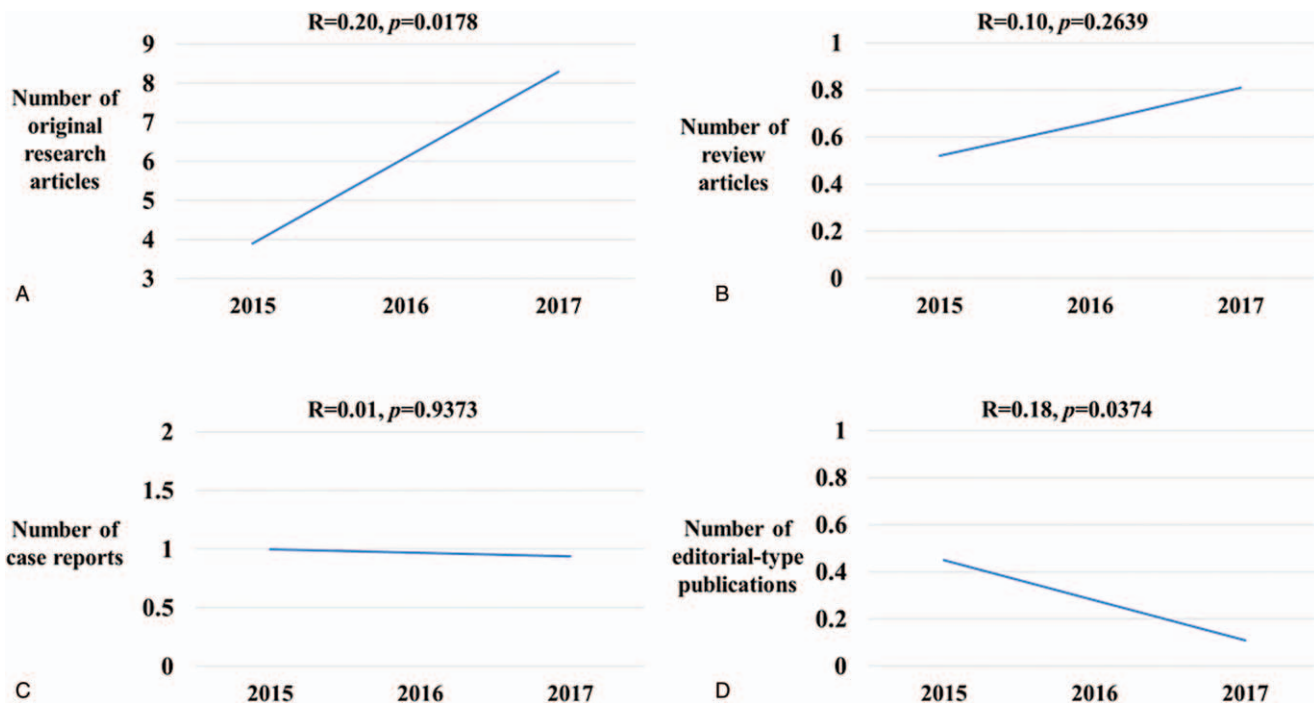 R=0.20, p=0.0178
9
8
7
6
5
4
3
Number of
original
research
articles
2015 2016 2017
A
R=0.10, p=0.2639
1
0.8
0.6
0.4
0.2
0
Number of
review
articles
2015 2016 2017
B
R=0.01, p=0.9373
2
1.5
1
0.5
0
Number of
case reports
2015 2016 2017
C
R=0.18, p=0.0374
1
0.8
0.6
0.4
0.2
0
Number of
editorial-type
publications
2015 2016 2017
D